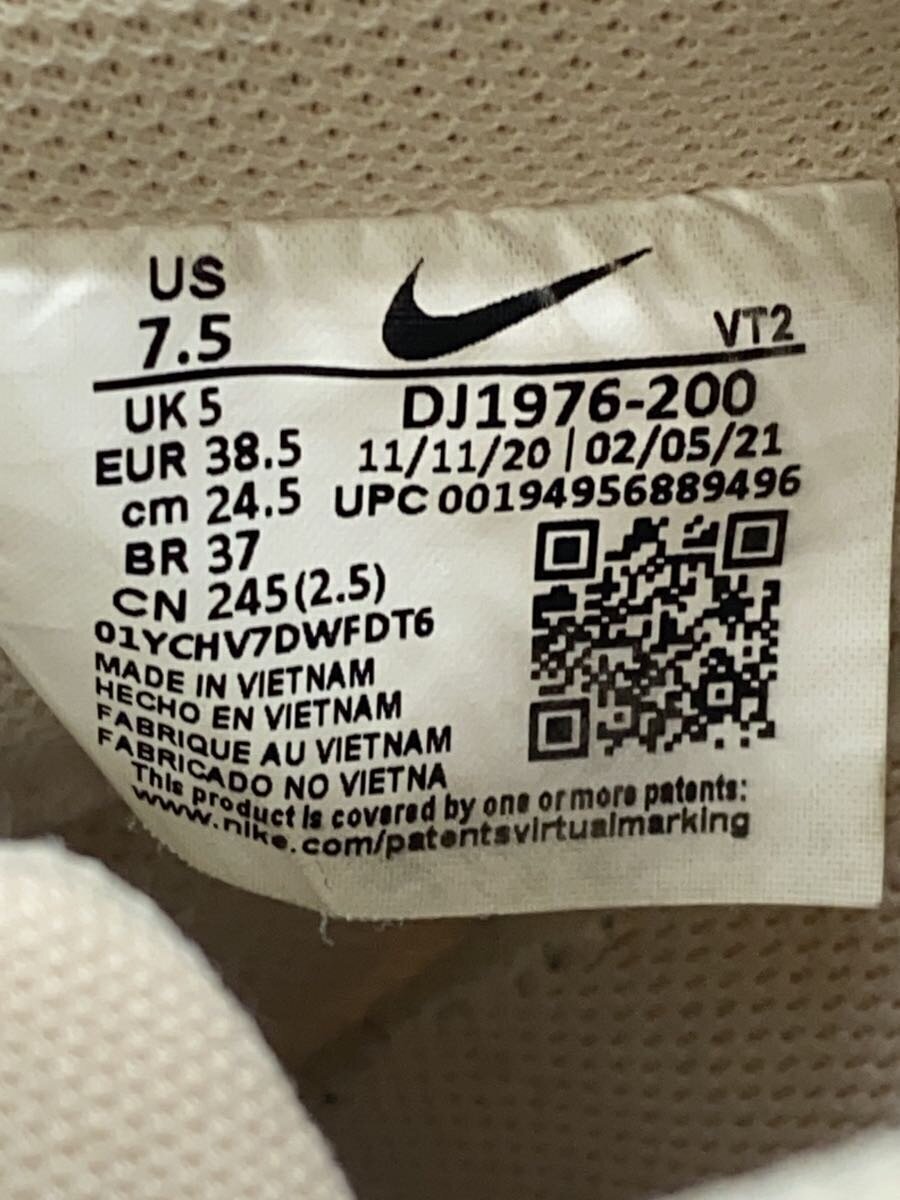 US
7.5
VT2
UK 5
DJ1976-200
EUR 38.5
11/11/20 | 02/05/21
cm 24.5
UPC 00194956889496
BR 37
CN 245(2.5)
01YCHV7DWFDT6
MADE IN VIETNAM
HECHO EN VIETNAM
FABRIQUE AU VIETNAM
FABRICADO NO VIETNA
This product is covered by one or more patents:
www.nike.com/patentsvirtualmarking